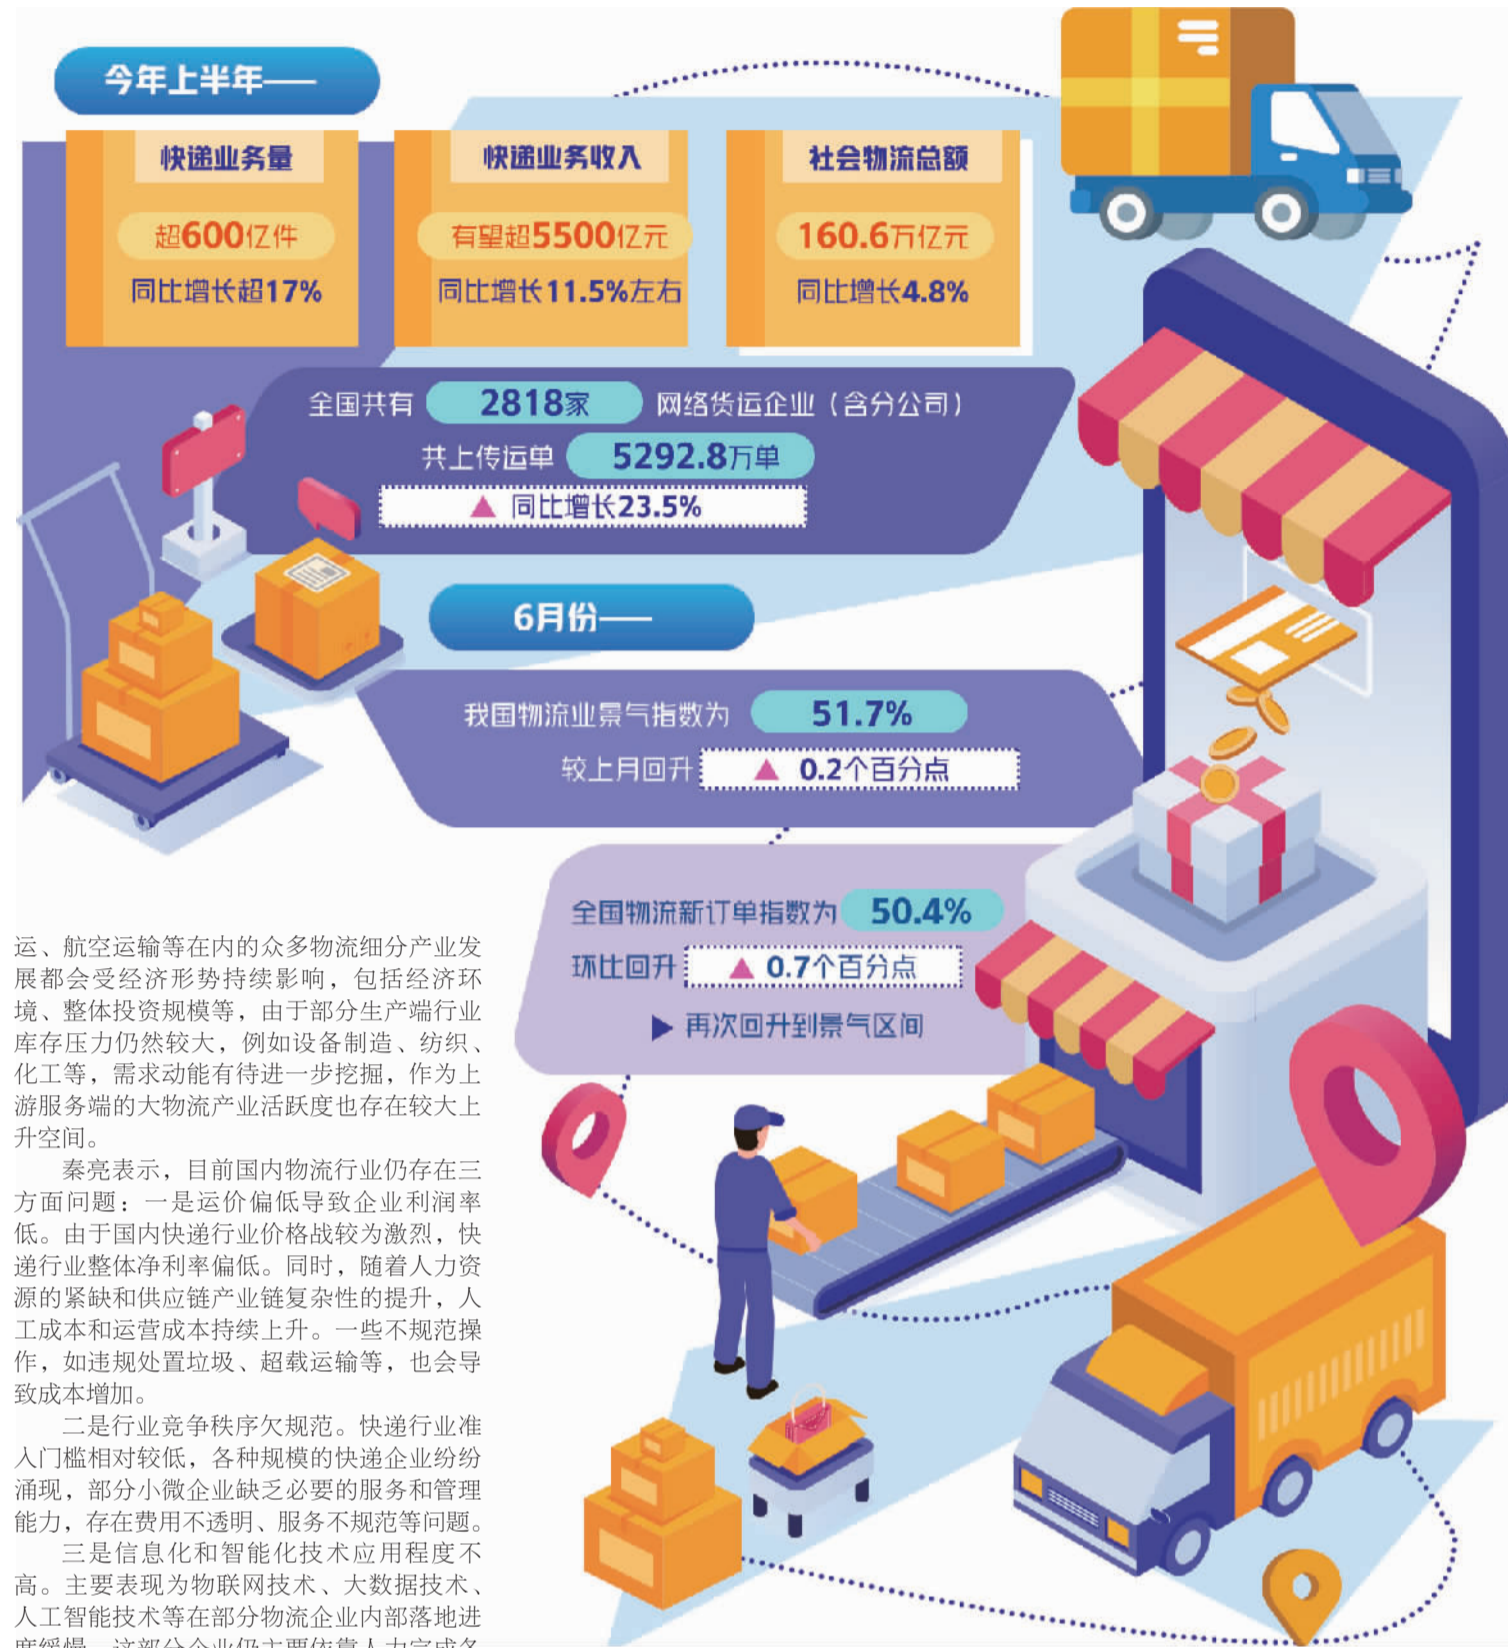 今年上半年——
快递业务量
超600亿件
同比增长超17%
快递业务收入
有望超5500亿元
同比增长11.5%左右
社会物流总额
160.6万亿元
同比增长4.8%
全国共有 2818家 网络货运企业（含分公司）
共上传运单 5292.8万单
▲ 同比增长23.5%
6月份——
我国物流业景气指数为 51.7%
较上月回升 ▲ 0.2个百分点
全国物流新订单指数为 50.4%
环比回升 ▲ 0.7个百分点
▶ 再次回升到景气区间
运、航空运输等在内的众多物流细分产业发
展都会受经济形势持续影响，包括经济环
境、整体投资规模等，由于部分生产端行业
库存压力仍然较大，例如设备制造、纺织、
化工等，需求动能有待进一步挖掘，作为上
游服务端的大物流产业活跃度也存在较大上
升空间。
秦亮表示，目前国内物流行业仍存在三
方面问题：一是运价偏低导致企业利润率
低。由于国内快递行业价格战较为激烈，快
递行业整体净利率偏低。同时，随着人力资
源的紧缺和供应链产业链复杂性的提升，人
工成本和运营成本持续上升。一些不规范操
作，如违规处置垃圾、超载运输等，也会导
致成本增加。
二是行业竞争秩序欠规范。快递行业准
入门槛相对较低，各种规模的快递企业纷纷
涌现，部分小微企业缺乏必要的服务和管理
能力，存在费用不透明、服务不规范等问题。
三是信息化和智能化技术应用程度不
高。主要表现为物联网技术、大数据技术、
人工智能技术等在部分物流企业内部落地进
度缓慢，这部分企业仍主要依靠人力完成各